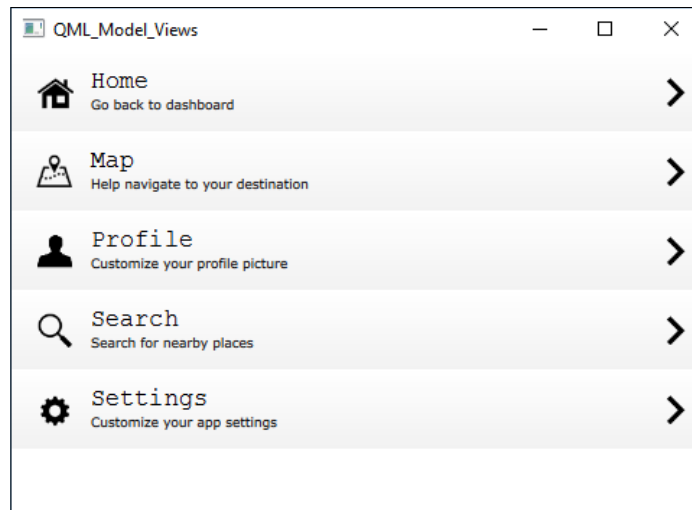 QML_Model_Views
Home
Go back to dashboard
Map
Help navigate to your destination
Profile
Customize your profile picture
Search
Search for nearby places
Settings
Customize your app settings